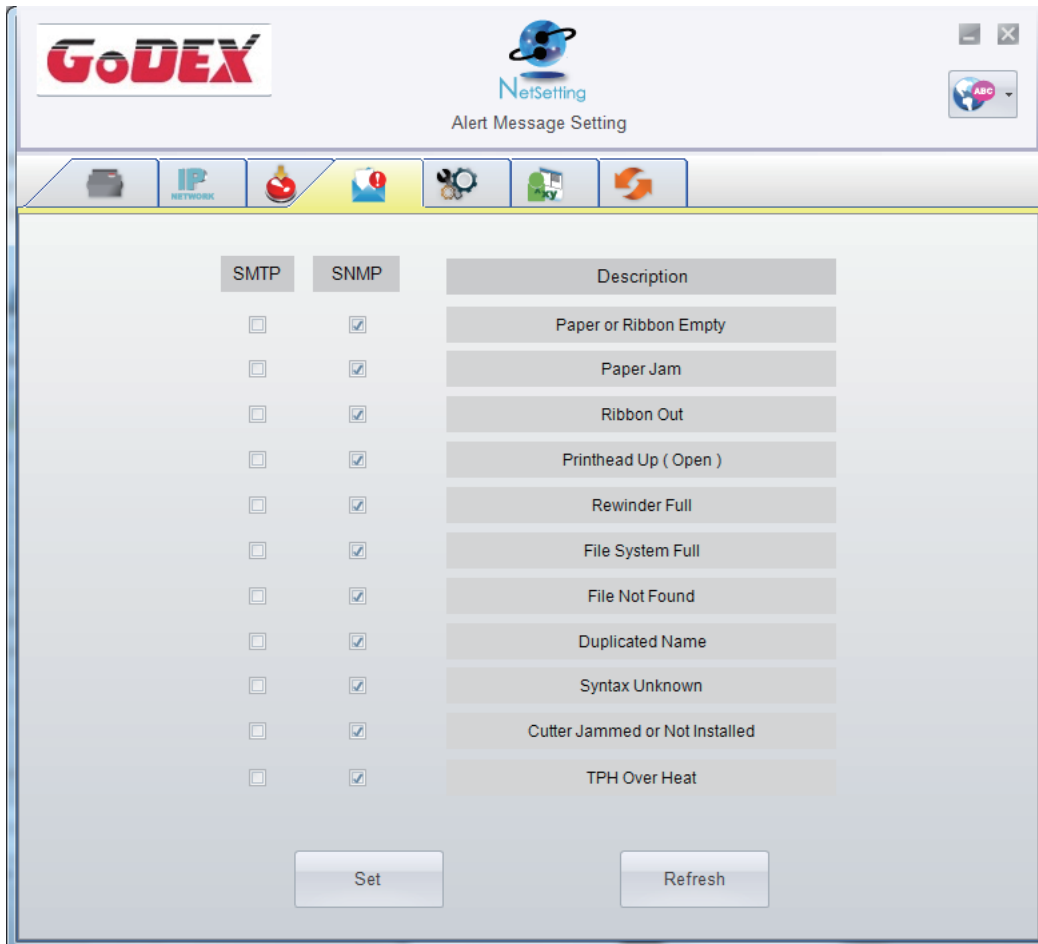 GoDEX
NetSetting
Alert Message Setting
ABC
IP
NETWORK
xy
SMTP SNMP Description
Paper or Ribbon Empty
Paper Jam
Ribbon Out
Printhead Up ( Open )
Rewinder Full
File System Full
File Not Found
Duplicated Name
Syntax Unknown
Cutter Jammed or Not Installed
TPH Over Heat
Set Refresh